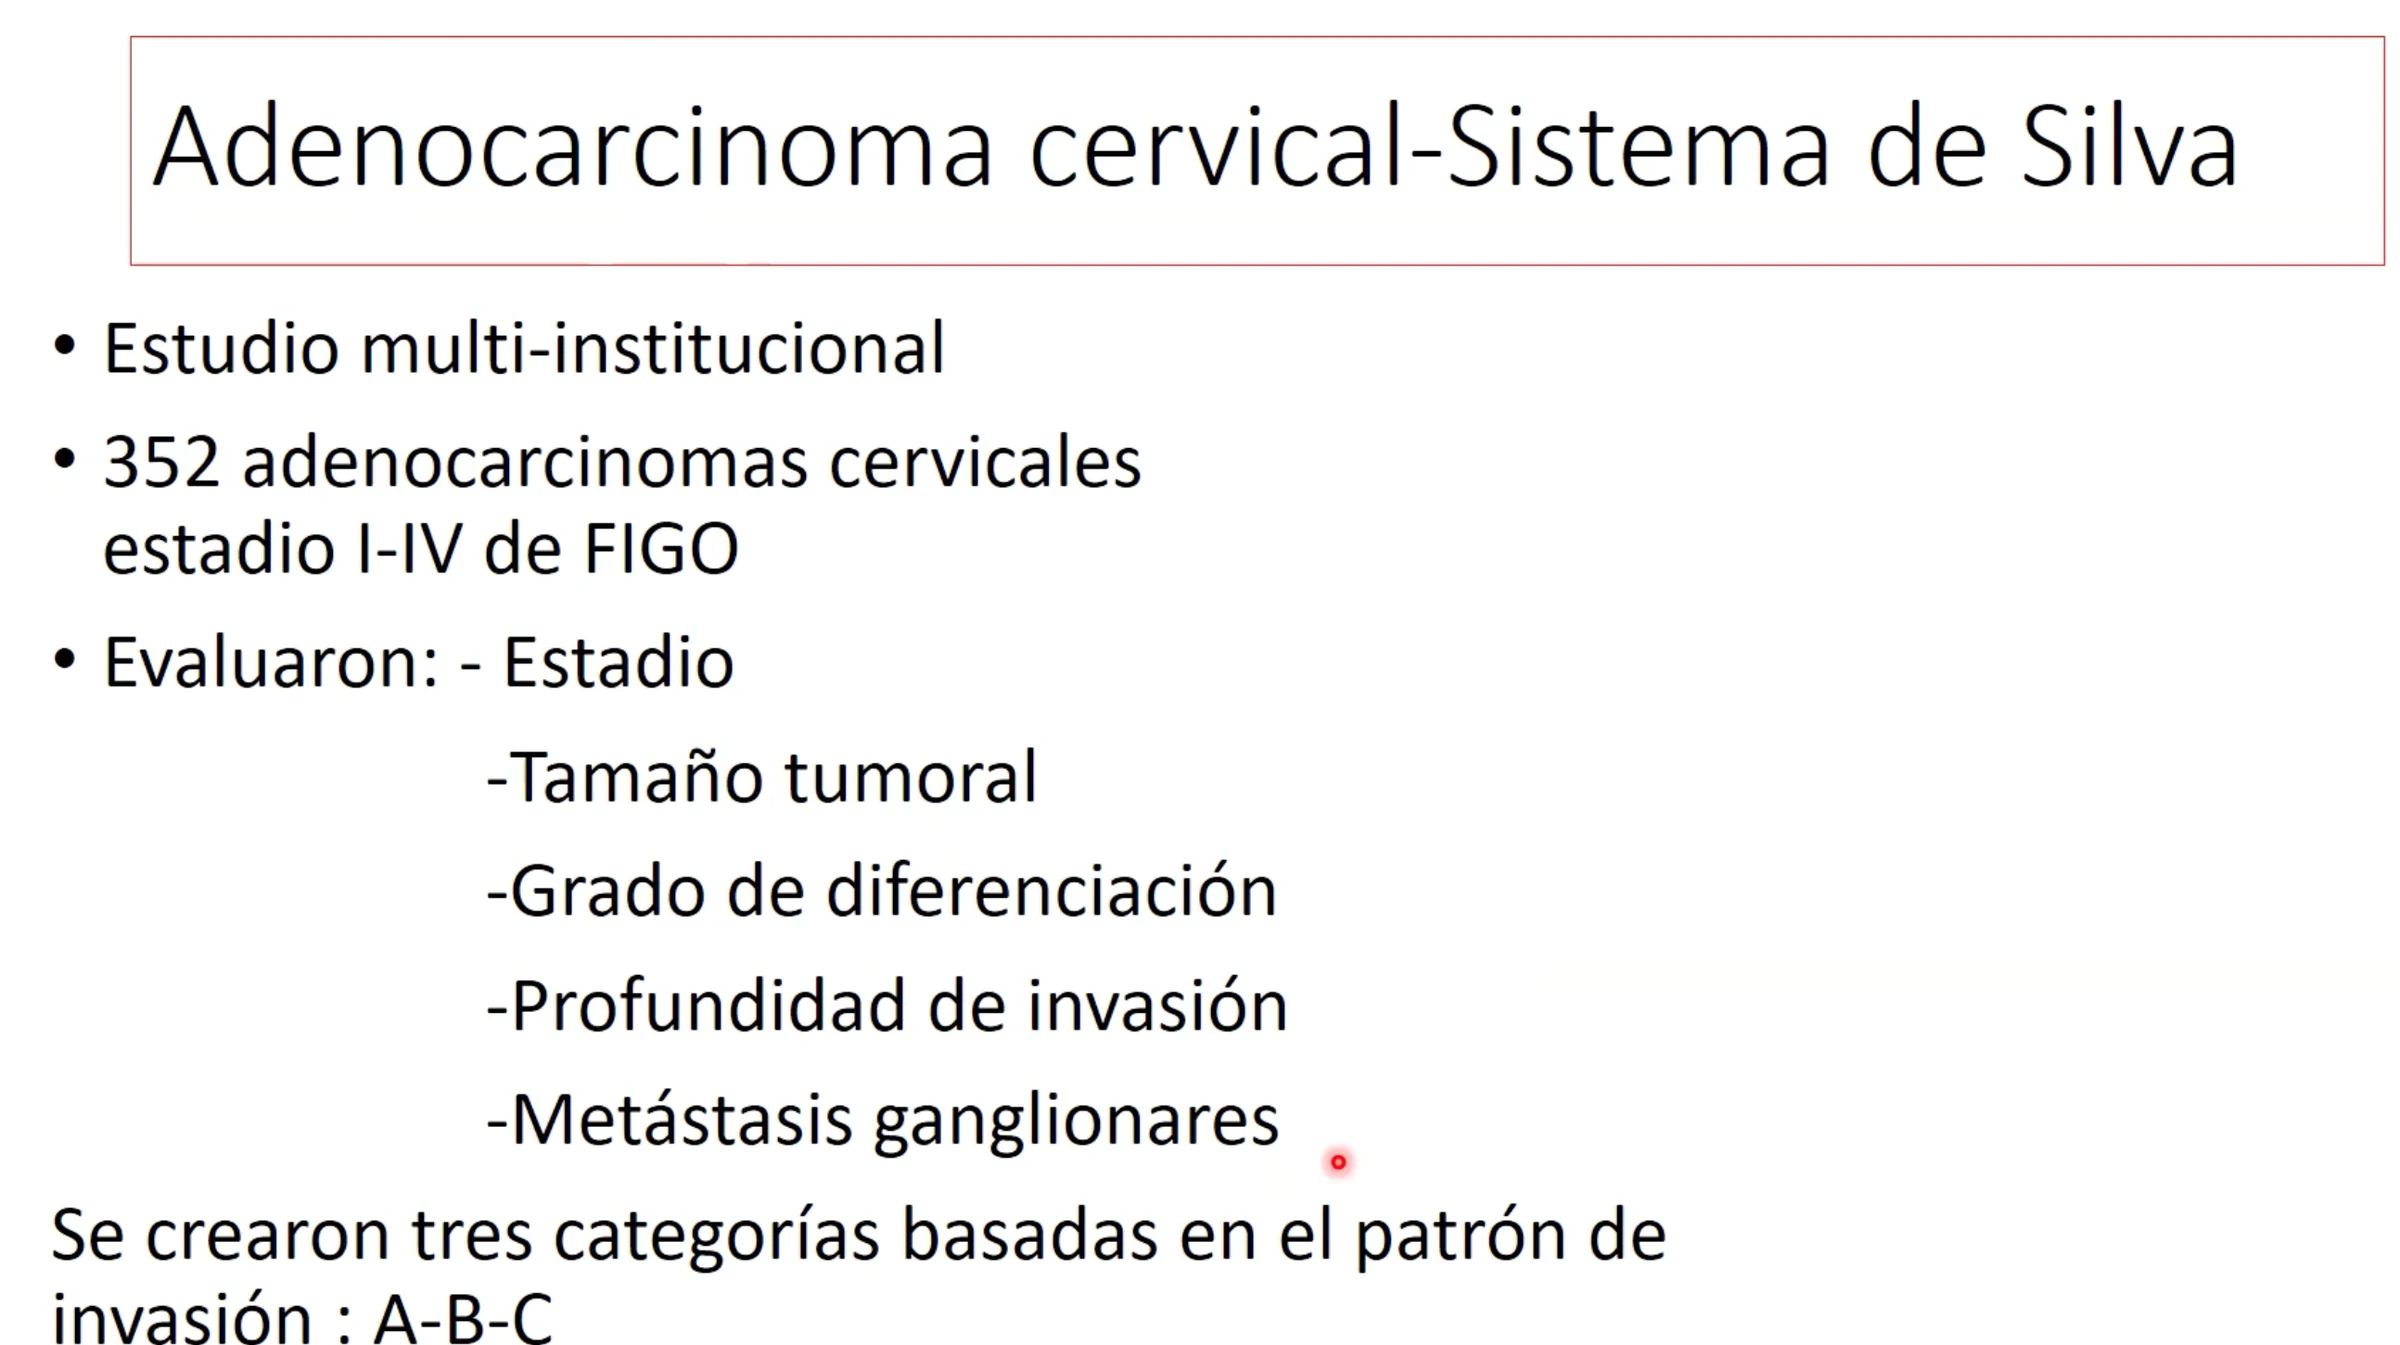 Adenocarcinoma cervical-Sistema de Silva
• Estudio multi-institucional
• 352 adenocarcinomas cervicales
estadio I-IV de FIGO
• Evaluaron: - Estadio
-Tamaño tumoral
-Grado de diferenciación
-Profundidad de invasión
-Metástasis ganglionares
Se crearon tres categorías basadas en el patrón de
invasión : A-B-C